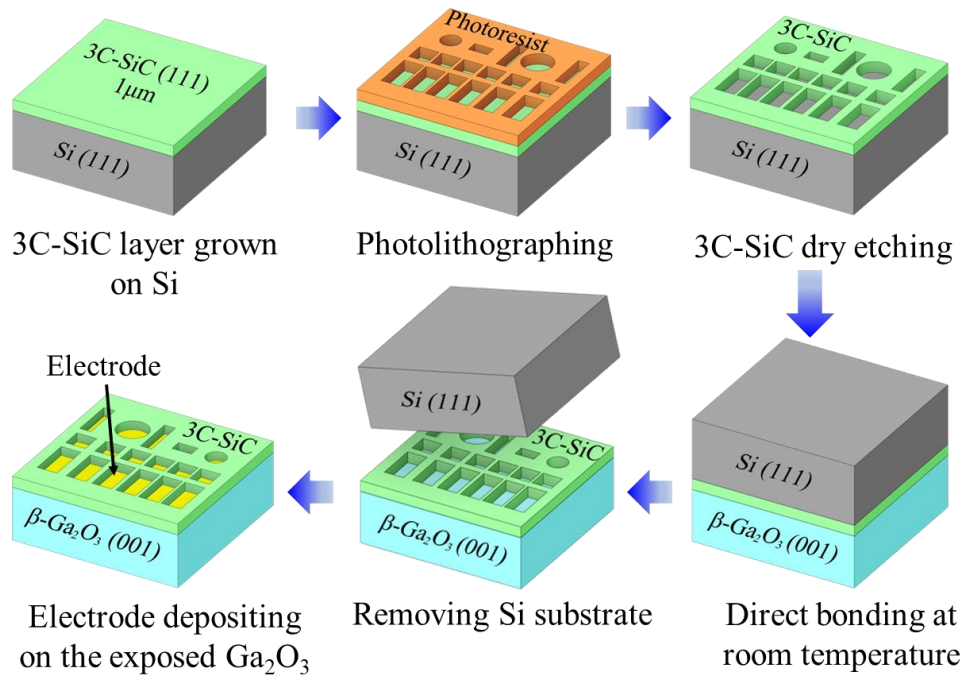 3C-SiC (111)
1μm
Si (111)
3C-SiC layer grown
on Si
Photoresist
Si (111)
Photolithographing
3C-SiC
Si (111)
3C-SiC dry etching
Electrode
3C-SiC
β-Ga₂O₃ (001)
Electrode depositing
on the exposed Ga₂O₃
Si (111)
3C-SiC
β-Ga₂O₃ (001)
Removing Si substrate
Si (111)
β-Ga₂O₃ (001)
Direct bonding at
room temperature